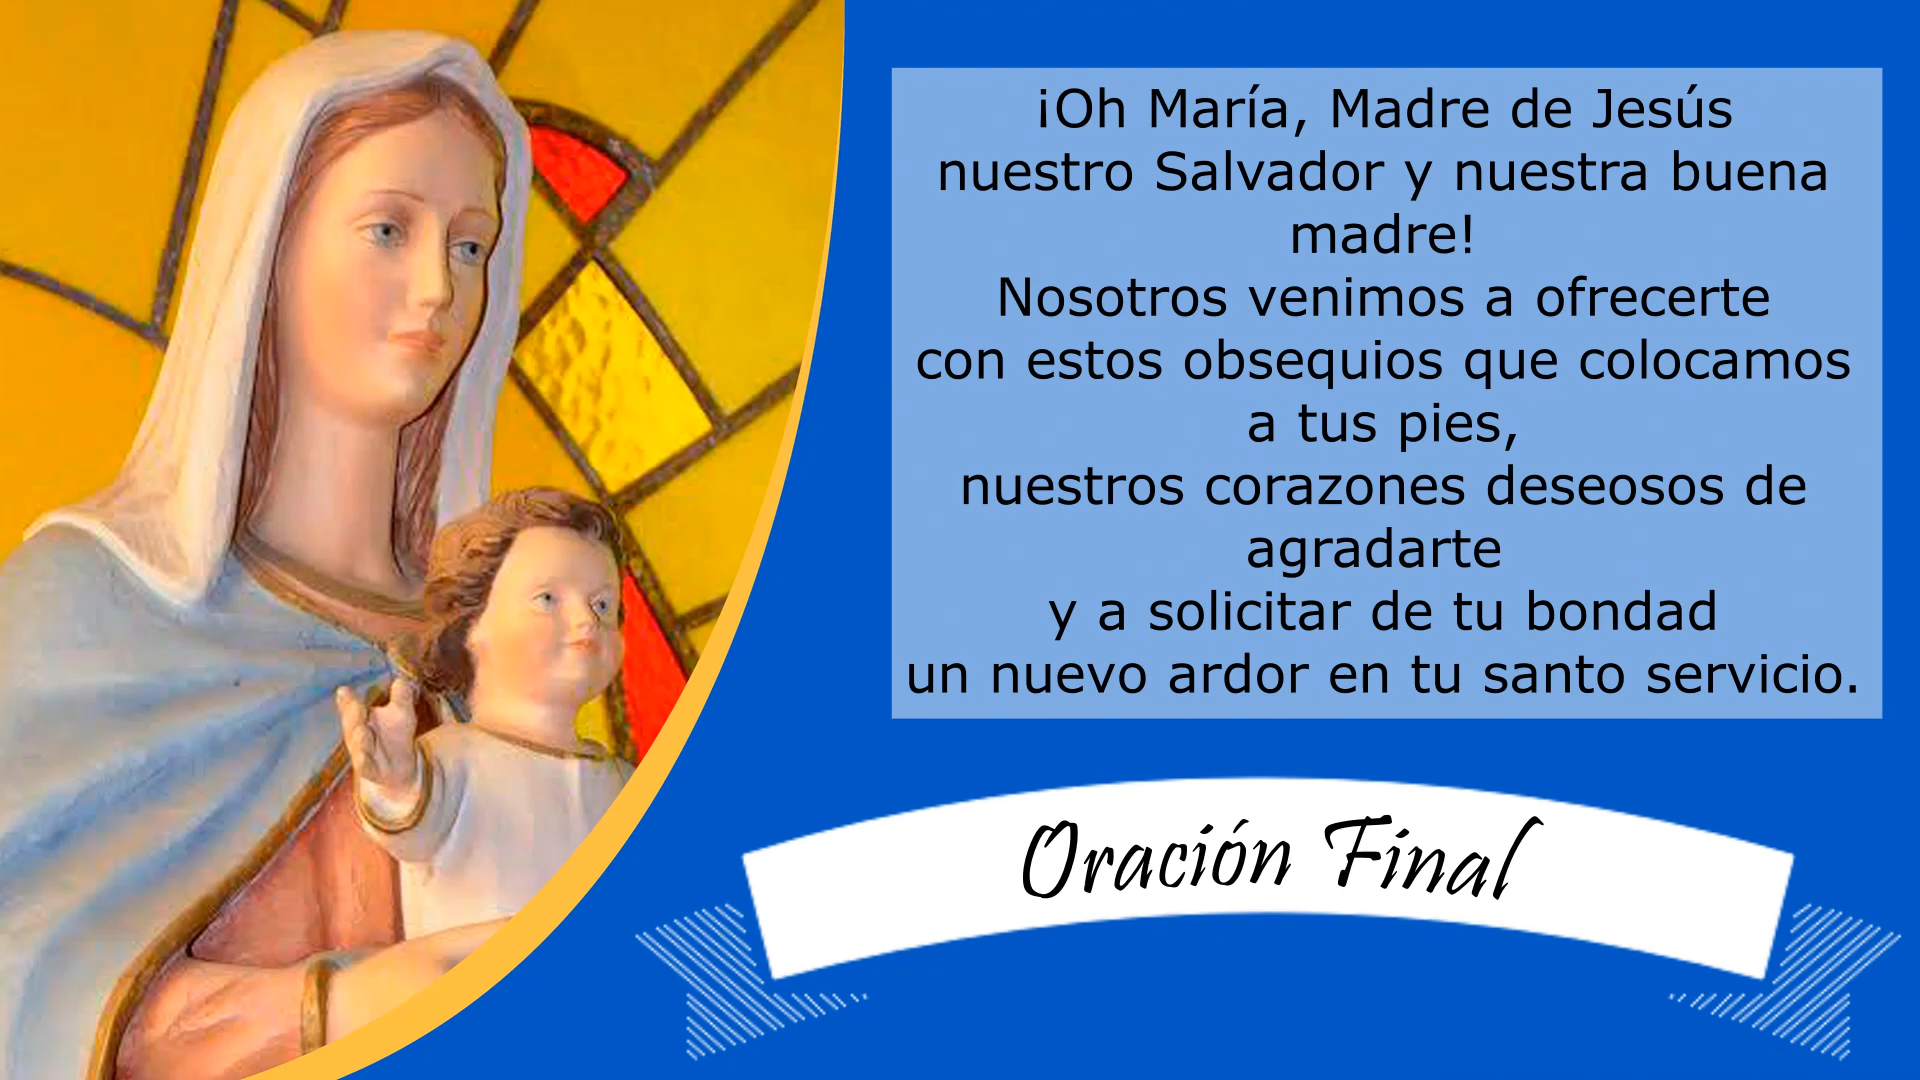 ¡Oh María, Madre de Jesús
nuestro Salvador y nuestra buena
madre!
Nosotros venimos a ofrecerte
con estos obsequios que colocamos
a tus pies,
nuestros corazones deseosos de
agradarte
y a solicitar de tu bondad
un nuevo ardor en tu santo servicio.
Oración Final